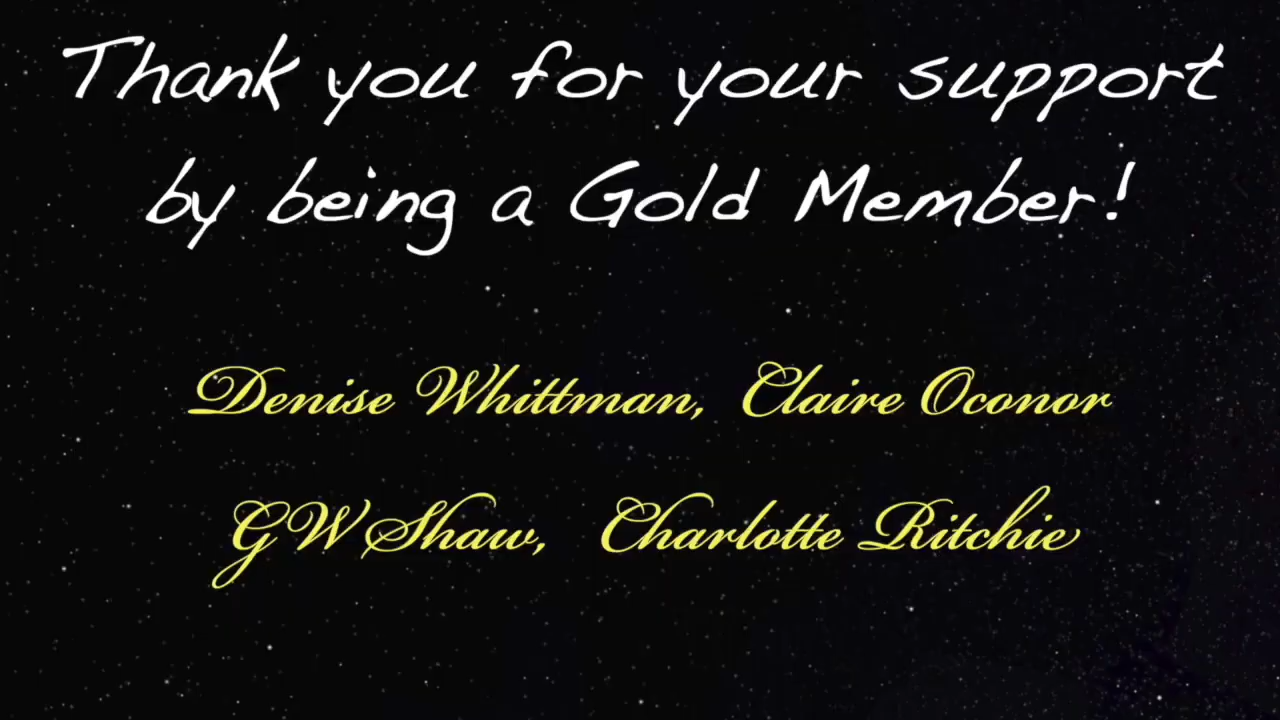 Thank you for your support
by being a Gold Member!
Denise Whittman, Claire Oconor
GW Shaw, Charlotte Ritchie